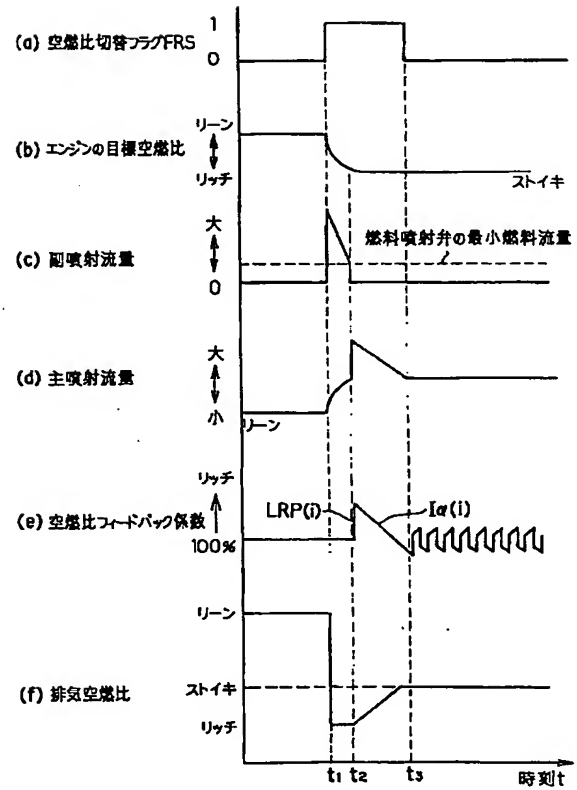 (a) 空燃比切替フラグFRS
1
0
(b) エンジンの目標空燃比
リーン
リッチ
ストイキ
(c) 副噴射流量
大
0
燃料噴射弁の最小燃料流量
(d) 主噴射流量
大
小
リーン
(e) 空燃比フィードバック係数
リッチ
100%
LRP(i)
Iα(i)
(f) 排気空燃比
リーン
ストイキ
リッチ
t1 t2 t3 時刻t